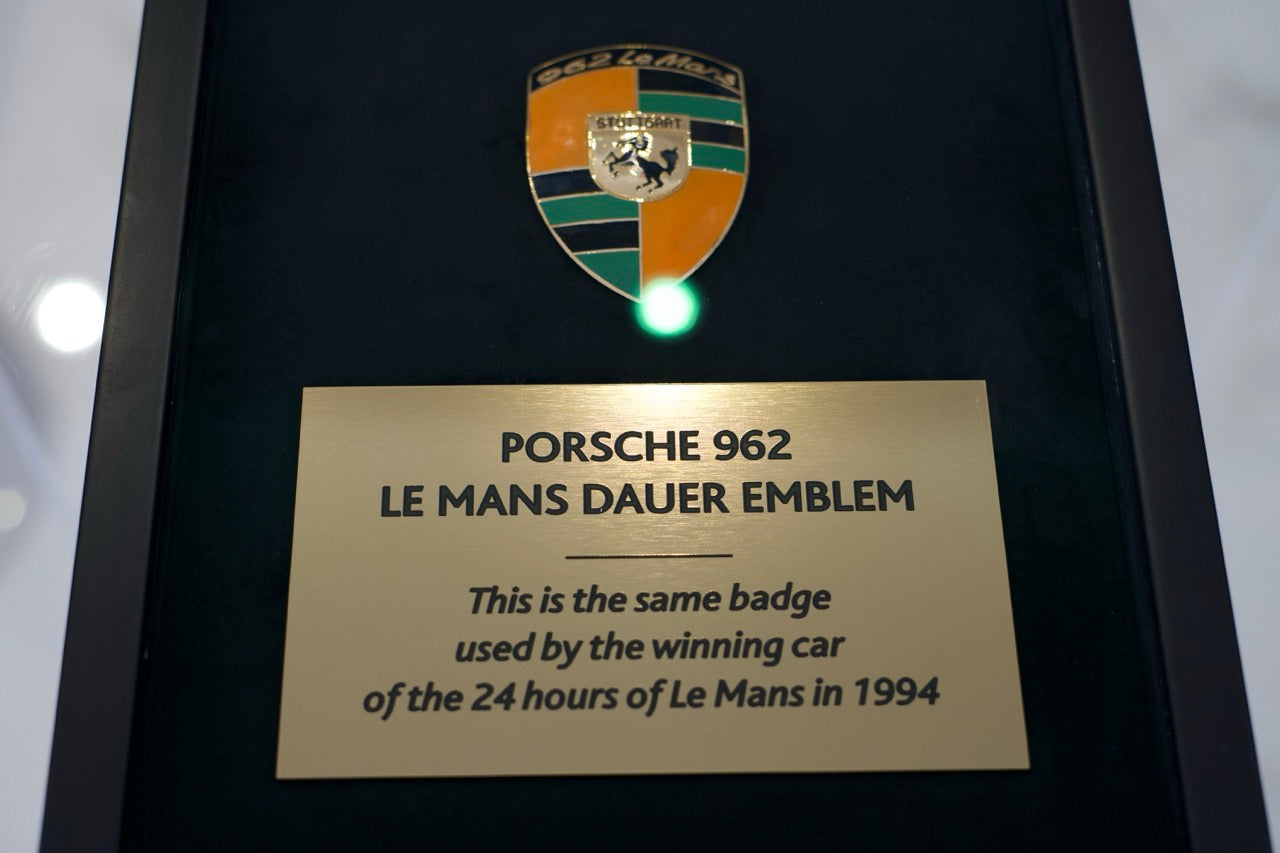 962 Le Mans
STUTTGART
PORSCHE 962
LE MANS DAUER EMBLEM
This is the same badge
used by the winning car
of the 24 hours of Le Mans in 1994